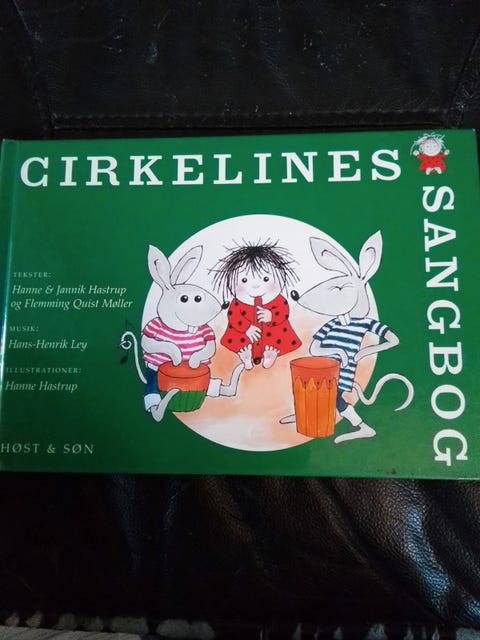 CIRKELINES
SANGBOG
TEKSTER:
Hanne & Jannik Hastrup
og Flemming Quist Møller
MUSIK:
Hans-Henrik Ley
ILLUSTRATIONER:
Hanne Hastrup
HØST & SØN